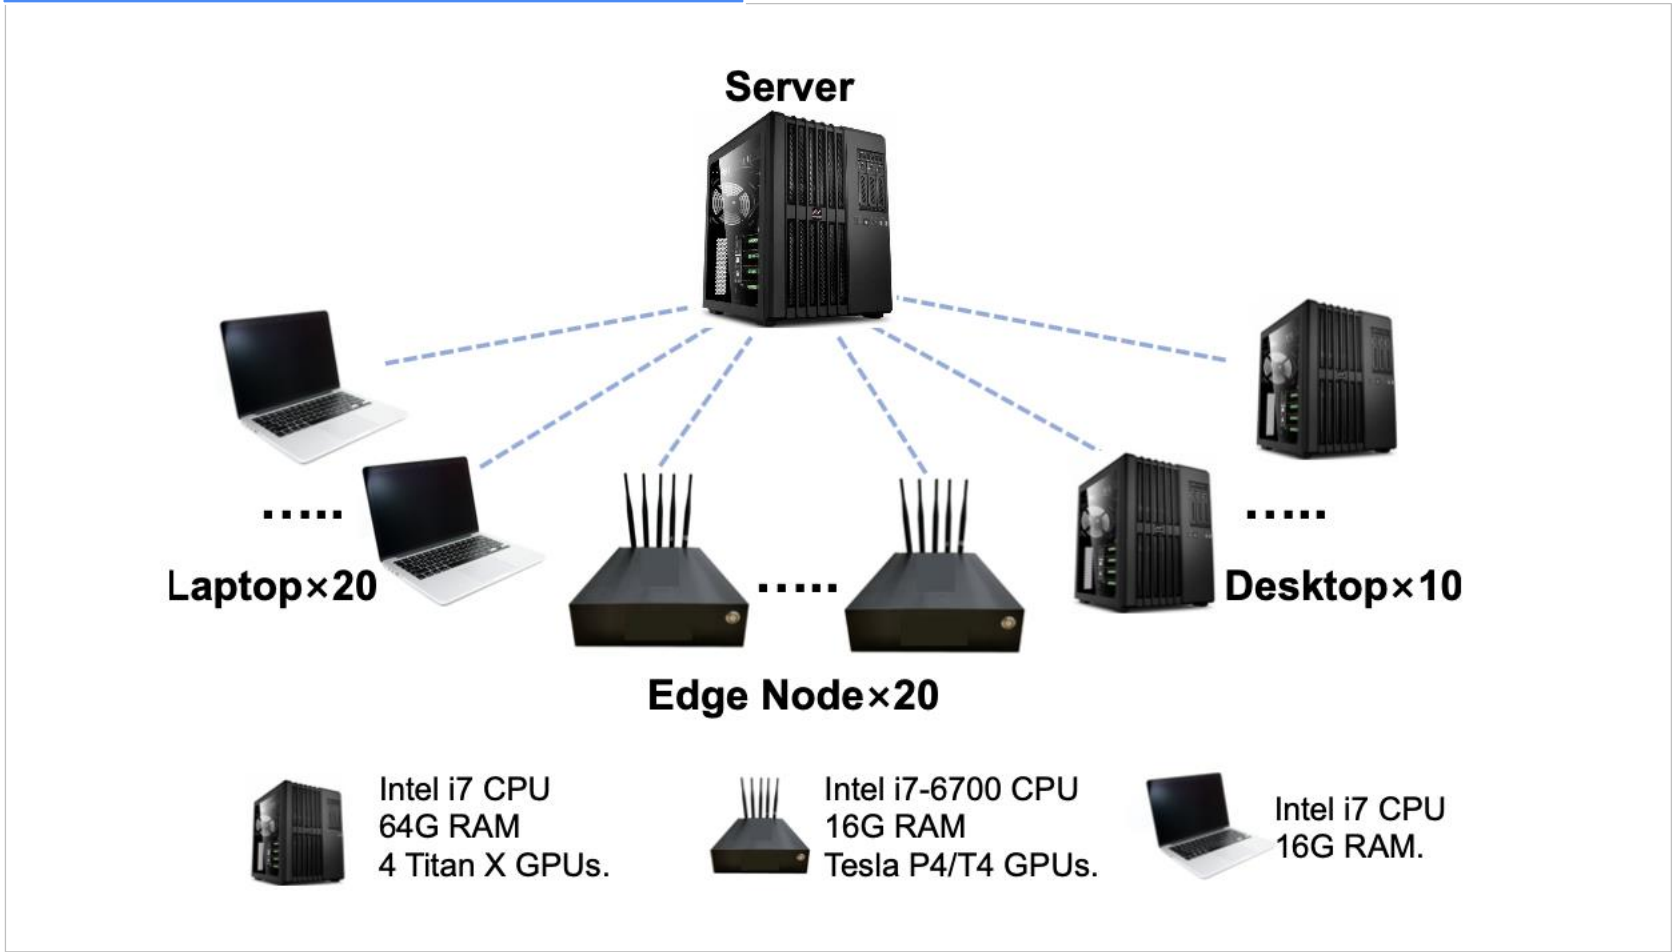 Server
.....
Laptop×20
.....
Edge Node×20
.....
Desktop×10
Intel i7 CPU
64G RAM
4 Titan X GPUs.
Intel i7-6700 CPU
16G RAM
Tesla P4/T4 GPUs.
Intel i7 CPU
16G RAM.